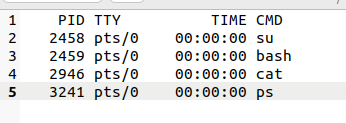 1 PID TTY TIME CMD
2 2458 pts/0 00:00:00 su
3 2459 pts/0 00:00:00 bash
4 2946 pts/0 00:00:00 cat
5 3241 pts/0 00:00:00 ps